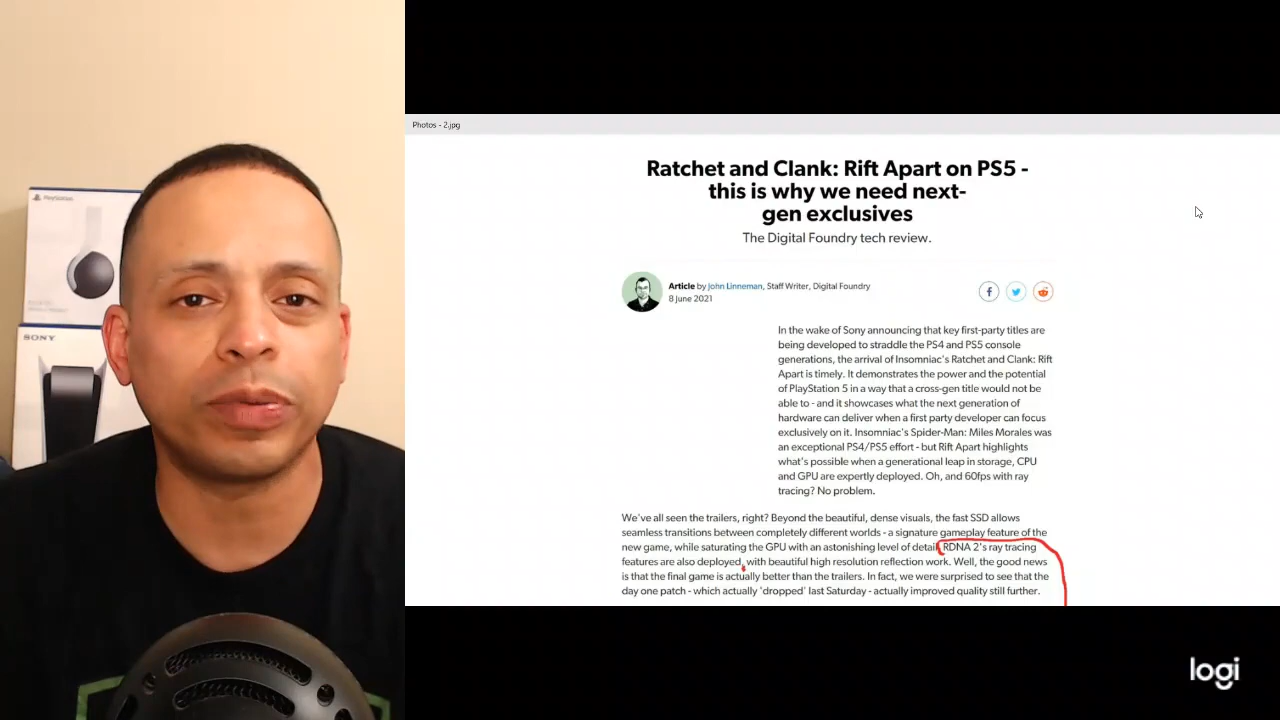 Photos - 2.jpg
Ratchet and Clank: Rift Apart on PS5 -
this is why we need next-
gen exclusives
The Digital Foundry tech review.
Article by John Linneman, Staff Writer, Digital Foundry
8 June 2021
In the wake of Sony announcing that key first-party titles are
being developed to straddle the PS4 and PS5 console
generations, the arrival of Insomniac's Ratchet and Clank: Rift
Apart is timely. It demonstrates the power and the potential
of PlayStation 5 in a way that a cross-gen title would not be
able to - and it showcases what the next generation of
hardware can deliver when a first party developer can focus
exclusively on it. Insomniac's Spider-Man: Miles Morales was
an exceptional PS4/PS5 effort - but Rift Apart highlights
what's possible when a generational leap in storage, CPU
and GPU are expertly deployed. Oh, and 60fps with ray
tracing? No problem.
We've all seen the trailers, right? Beyond the beautiful, dense visuals, the fast SSD allows
seamless transitions between completely different worlds - a signature gameplay feature of the
new game, while saturating the GPU with an astonishing level of detail. RDNA 2's ray tracing
features are also deployed, with beautiful high resolution reflection work. Well, the good news
is that the final game is actually better than the trailers. In fact, we were surprised to see that the
day one patch - which actually 'dropped' last Saturday - actually improved quality still further.
PlayStation
SONY
logi